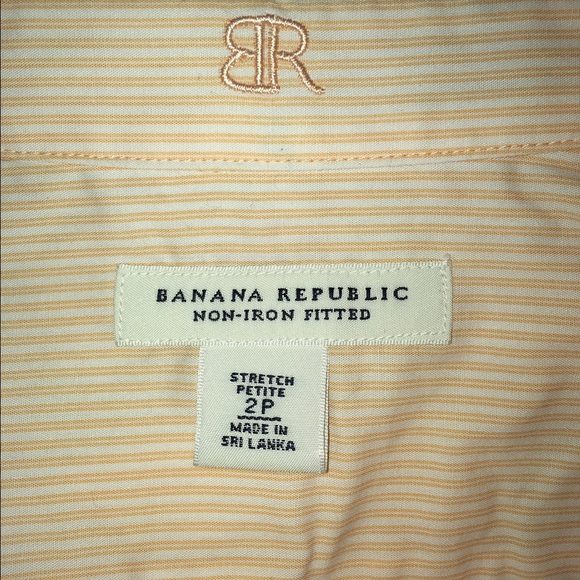 BR
BANANA REPUBLIC
NON-IRON FITTED
STRETCH
PETITE
2P
MADE IN
SRI LANKA